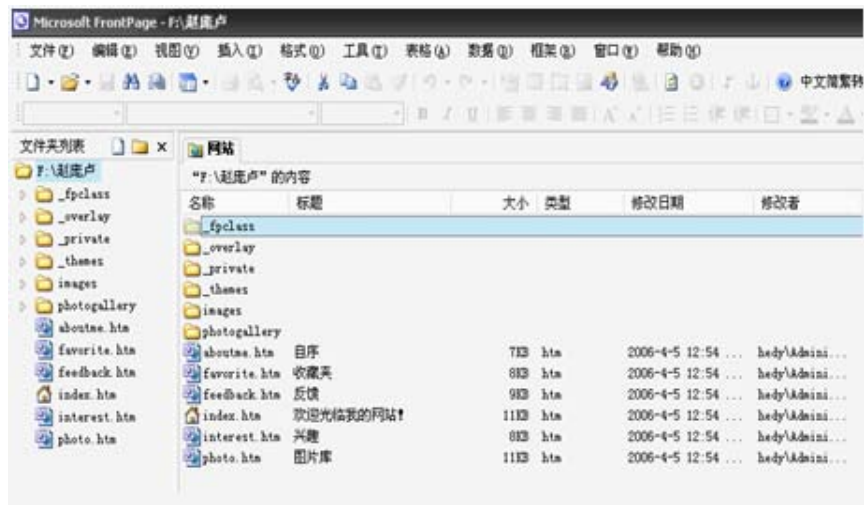 Microsoft FrontPage - F:\赵庞卢
文件(F) 编辑(E) 视图(V) 插入(I) 格式(O) 工具(T) 表格(A) 数据(D) 框架(R) 窗口(W) 帮助(H)
中文简繁转
文件夹列表
网站
F:\赵庞卢
"F:\赵庞卢" 的内容
名称 标题 大小 类型 修改日期 修改者
_fpclass
_overlay
_private
_themes
images
photogallery
aboutme.htm
favorite.htm
feedback.htm
index.htm
interest.htm
photo.htm
_fpclass
_overlay
_private
_themes
images
photogallery
aboutme.htm 自序 7KB htm 2006-4-5 12:54 ... hedy\Admini...
favorite.htm 收藏夹 8KB htm 2006-4-5 12:54 ... hedy\Admini...
feedback.htm 反馈 9KB htm 2006-4-5 12:54 ... hedy\Admini...
index.htm 欢迎光临我的网站! 11KB htm 2006-4-5 12:54 ... hedy\Admini...
interest.htm 兴趣 8KB htm 2006-4-5 12:54 ... hedy\Admini...
photo.htm 图片库 11KB htm 2006-4-5 12:54 ... hedy\Admini...